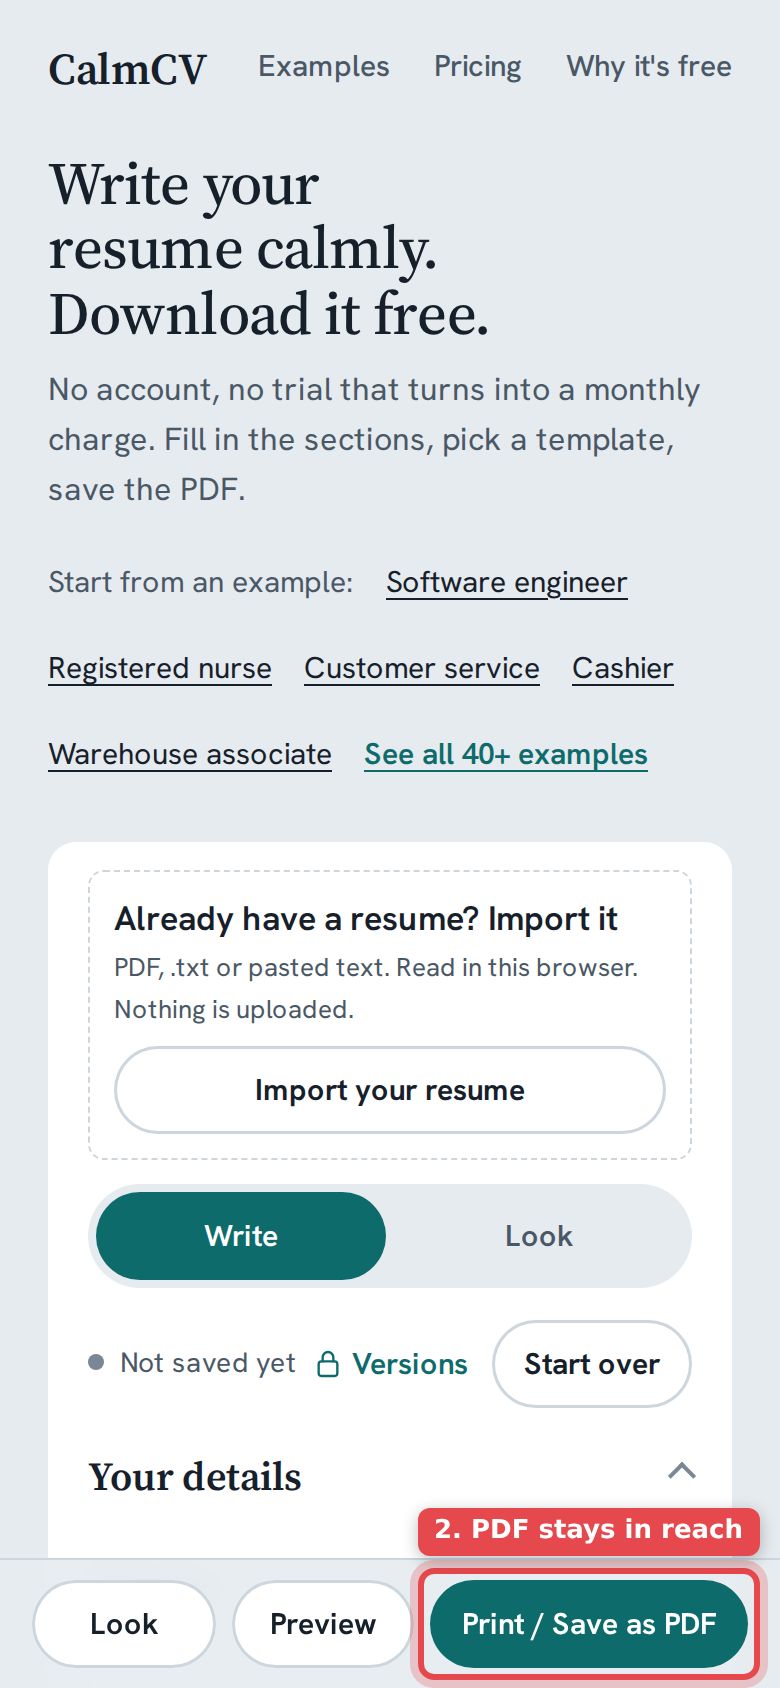 CalmCV Examples Pricing Why it's free
Write your
resume calmly.
Download it free.
No account, no trial that turns into a monthly
charge. Fill in the sections, pick a template,
save the PDF.
Start from an example: Software engineer
Registered nurse Customer service Cashier
Warehouse associate See all 40+ examples
Already have a resume? Import it
PDF, .txt or pasted text. Read in this browser.
Nothing is uploaded.
Import your resume
Write Look
Not saved yet Versions Start over
Your details
2. PDF stays in reach
Look Preview Print / Save as PDF